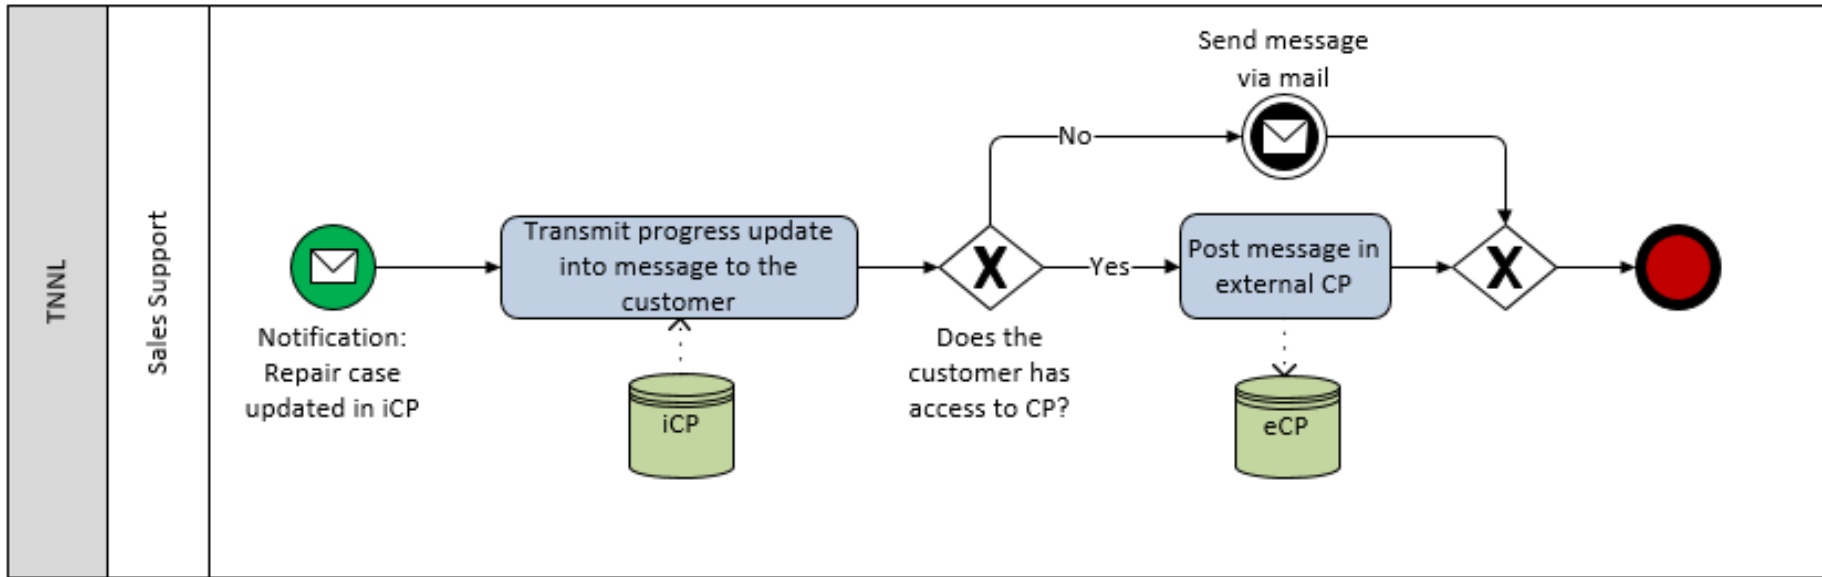 TNNL
Sales Support
Notification:
Repair case
updated in iCP
Transmit progress update
into message to the
customer
iCP
Does the
customer has
access to CP?
No
Yes
Send message
via mail
Post message in
external CP
eCP
X
X